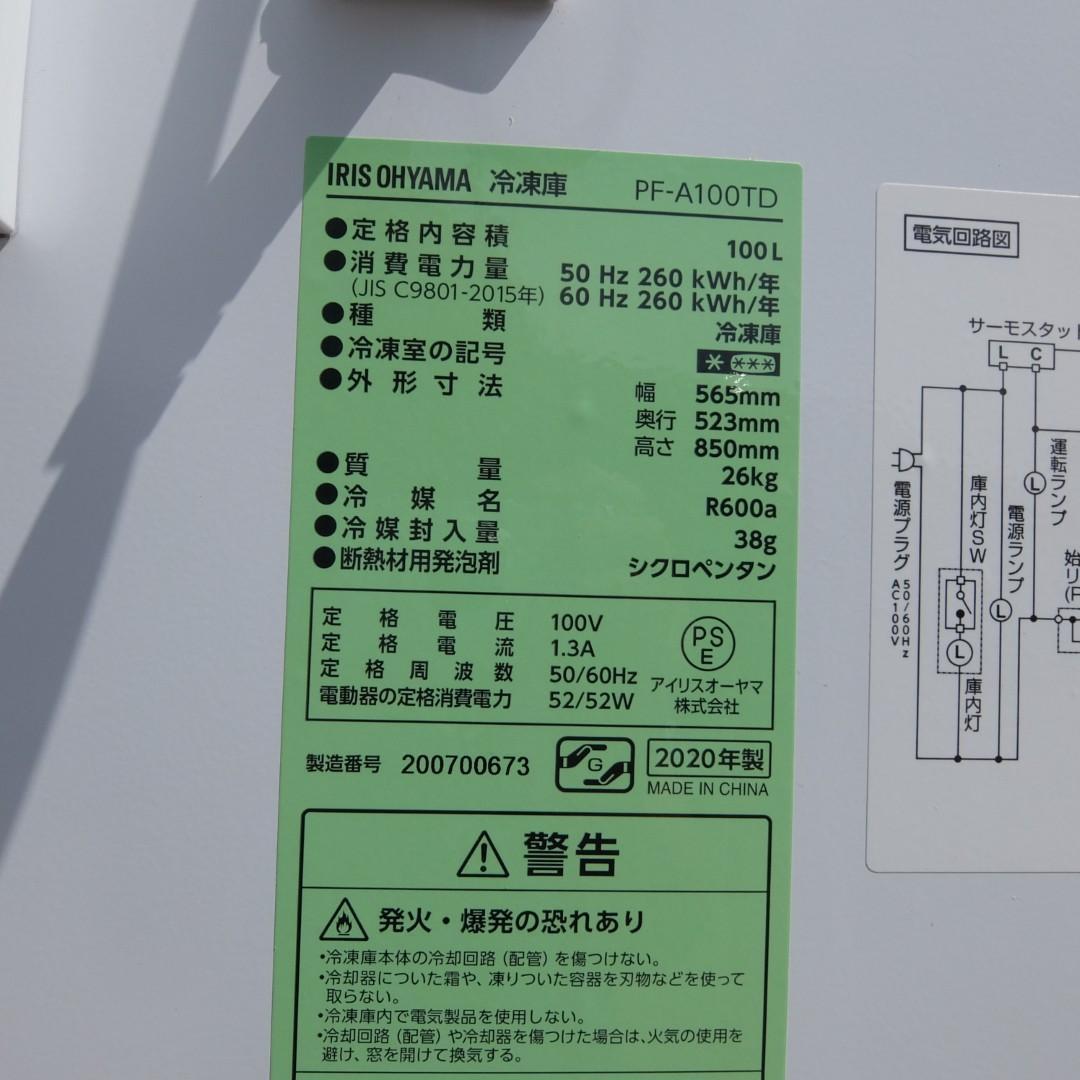 IRIS OHYAMA 冷凍庫 PF-A100TD
●定格内容積 100L
●消費電力量 50 Hz 260 kWh/年
(JIS C9801-2015年) 60 Hz 260 kWh/年
●種類 冷凍庫
●冷凍室の記号 * ***
●外形寸法 幅 565mm
奥行 523mm
高さ 850mm
●質量 26kg
●冷媒名 R600a
●冷媒封入量 38g
●断熱材用発泡剤 シクロペンタン
定格電圧 100V
定格電流 1.3A
定格周波数 50/60Hz
電動器の定格消費電力 52/52W
PS
E
アイリスオーヤマ
株式会社
製造番号 200700673
G
2020年製
MADE IN CHINA
警告
発火・爆発の恐れあり
・冷凍庫本体の冷却回路(配管)を傷つけない。
・冷却器についた霜や、凍りついた容器を刃物などを使って
取らない。
・冷凍庫内で電気製品を使用しない。
・冷却回路(配管)や冷却器を傷つけた場合は、火気の使用を
避け、窓を開けて換気する。
電気回路図
サーモスタット
L C
運転ランプ
L
電源プラグ
50/60Hz
AC100V
庫内灯SW
L
庫内灯
電源ランプ
L
始
リ
(P